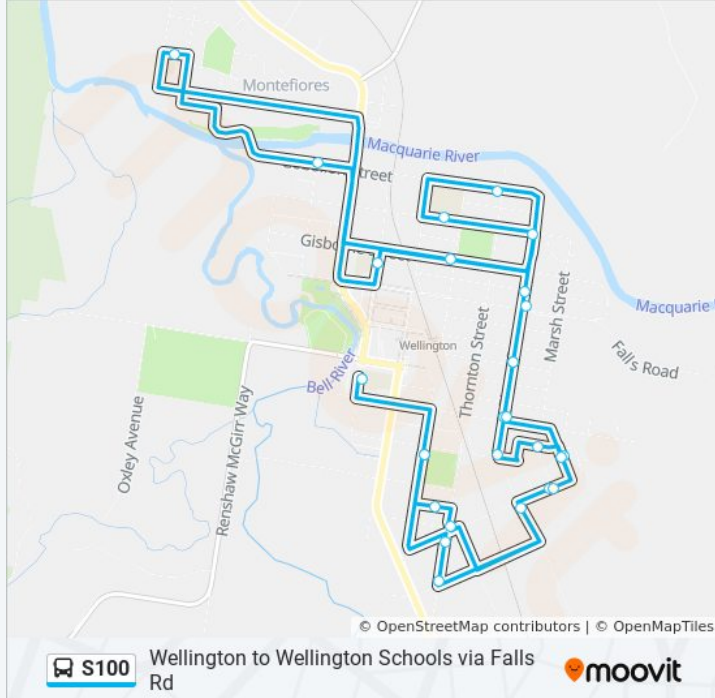 Montefiores
Macquarie River
Street
Gisbo
Marsh Street
Macquarie
Thornton Street
Falls Road
Wellington
Bell River
Oxley Avenue
Renshaw McGirr Way
© OpenStreetMap contributors | © OpenMapTiles
S100
Wellington to Wellington Schools via Falls
Rd
moovit